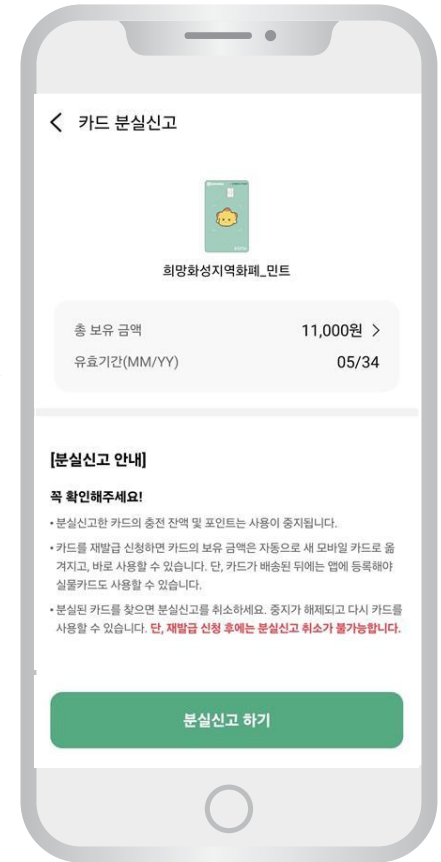 카드 분실신고
희망화성지역화폐_민트
총 보유 금액 11,000원 >
유효기간(MM/YY) 05/34
[분실신고 안내]
꼭 확인해주세요!
• 분실신고한 카드의 충전 잔액 및 포인트는 사용이 중지됩니다.
• 카드를 재발급 신청하면 카드의 보유 금액은 자동으로 새 모바일 카드로 옮
겨지고, 바로 사용할 수 있습니다. 단, 카드가 배송된 뒤에는 앱에 등록해야
실물카드도 사용할 수 있습니다.
• 분실된 카드를 찾으면 분실신고를 취소하세요. 중지가 해제되고 다시 카드를
사용할 수 있습니다. 단, 재발급 신청 후에는 분실신고 취소가 불가능합니다.
분실신고 하기